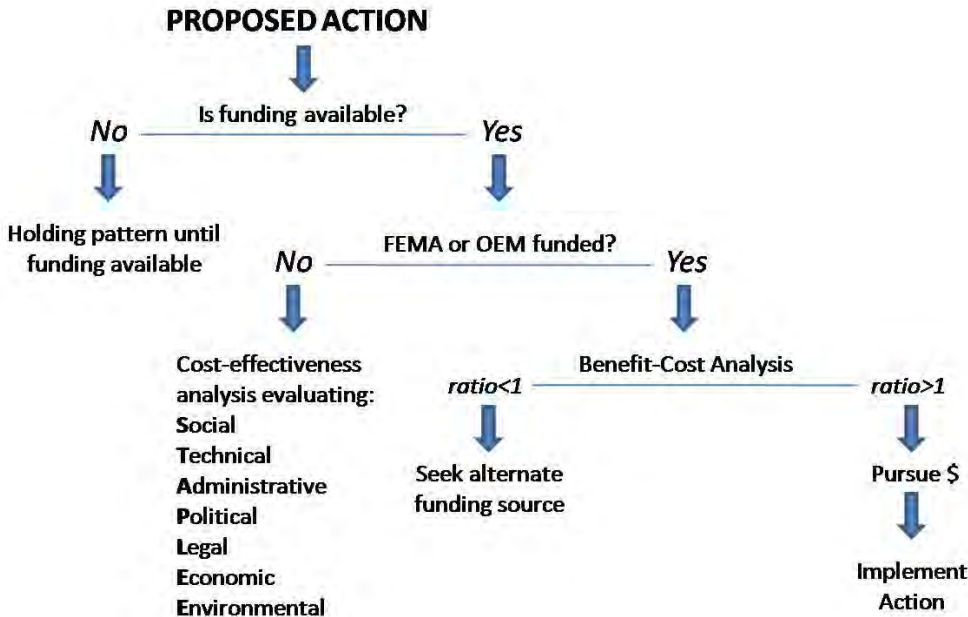 PROPOSED ACTION
Is funding available?
No
Yes
Holding pattern until
funding available
FEMA or OEM funded?
No
Yes
Cost-effectiveness
analysis evaluating:
Social
Technical
Administrative
Political
Legal
Economic
Environmental
Benefit-Cost Analysis
ratio<1
ratio>1
Seek alternate
funding source
Pursue $
Implement
Action